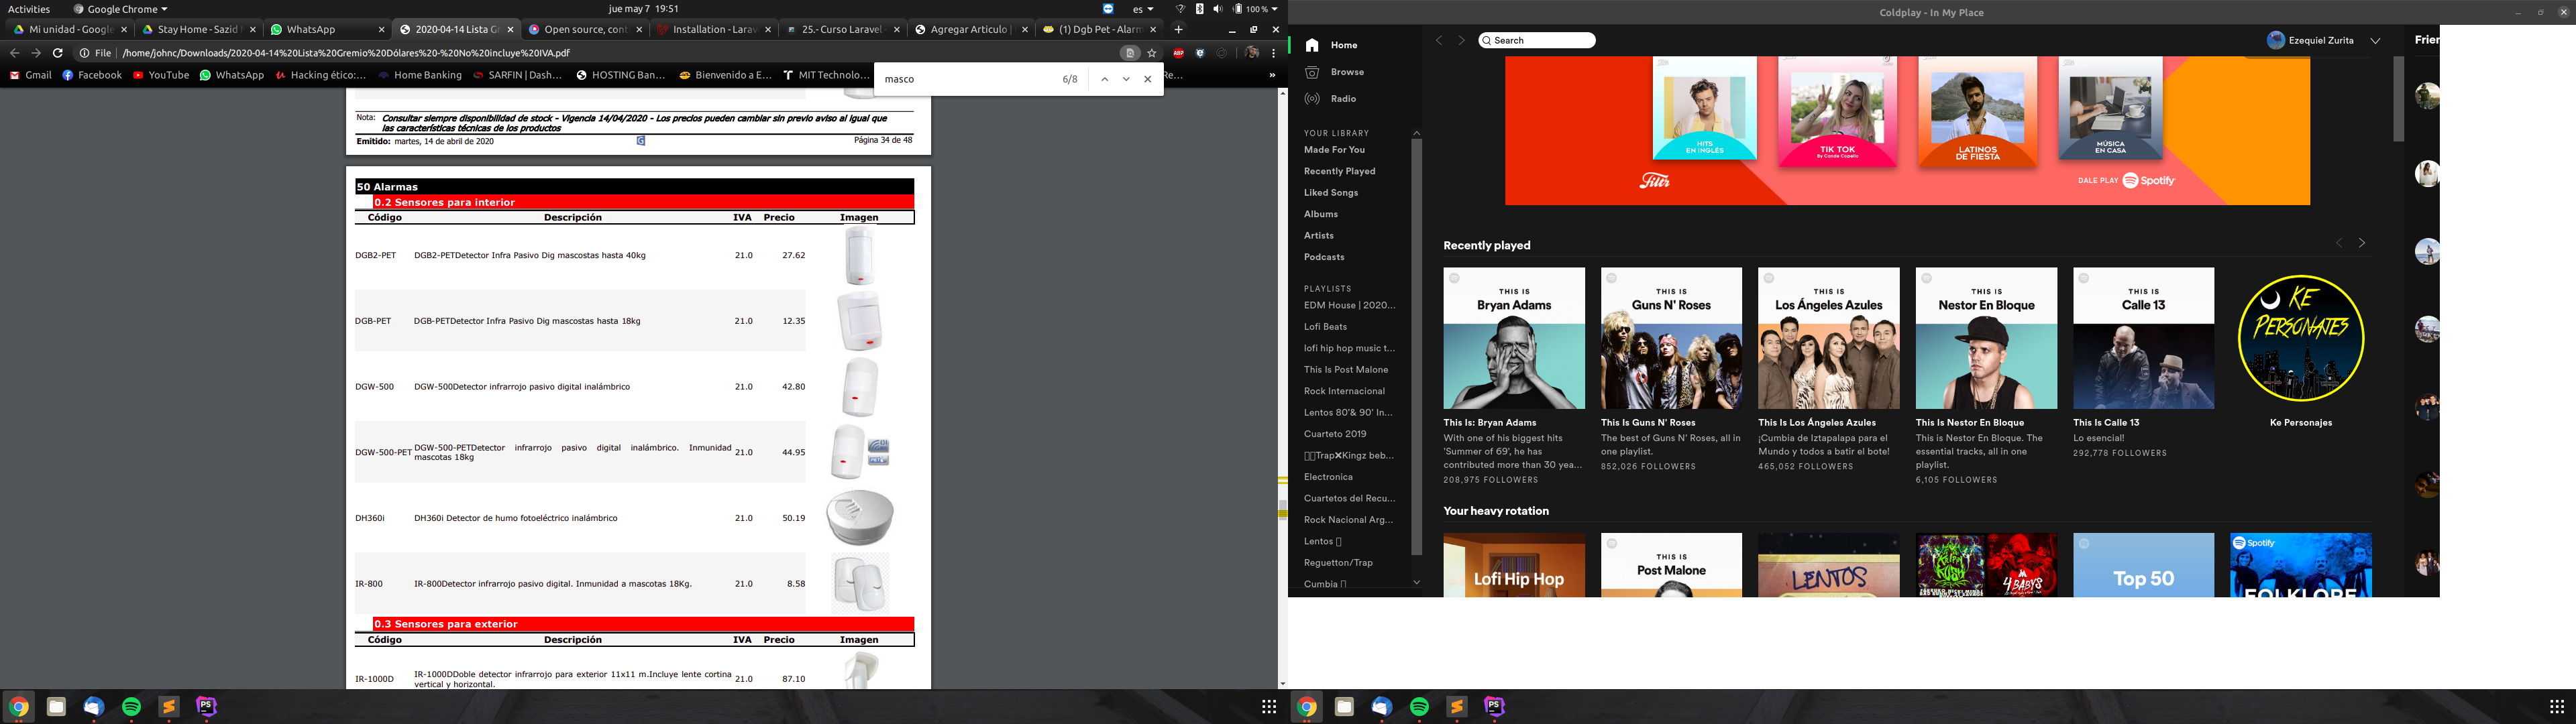 Activities
Google Chrome
jue may 7 19:51
es
100 %
Mi unidad - Google
Stay Home - Sazid
WhatsApp
2020-04-14 Lista Gr
Open source, cont
Installation - Larav
25.- Curso Laravel
Agregar Articulo |
(1) Dgb Pet - Alarm
File
/home/johnc/Downloads/2020-04-14%20Lista%20Gremio%20Dólares%20-%20No%20incluye%20IVA.pdf
Gmail
Facebook
YouTube
WhatsApp
Hacking ético:...
Home Banking
SARFIN | Dash...
HOSTING Ban...
Bienvenido a E...
MIT Technolo...
Re...
masco
6/8
Nota: Consultar siempre disponibilidad de stock - Vigencia 14/04/2020 - Los precios pueden cambiar sin previo aviso al igual que
las características técnicas de los productos
Emitido: martes, 14 de abril de 2020
Página 34 de 48
50 Alarmas
0.2 Sensores para interior
Código Descripción IVA Precio Imagen
DGB2-PET DGB2-PETDetector Infra Pasivo Dig mascostas hasta 40kg 21.0 27.62
DGB-PET DGB-PETDetector Infra Pasivo Dig mascostas hasta 18kg 21.0 12.35
DGW-500 DGW-500Detector infrarrojo pasivo digital inalámbrico 21.0 42.80
DGW-500-PET DGW-500-PETDetector infrarrojo pasivo digital inalámbrico. Inmunidad
mascotas 18kg 21.0 44.95
DH360i DH360i Detector de humo fotoeléctrico inalámbrico 21.0 50.19
IR-800 IR-800Detector infrarrojo pasivo digital. Inmunidad a mascotas 18Kg. 21.0 8.58
0.3 Sensores para exterior
Código Descripción IVA Precio Imagen
IR-1000D IR-1000DDoble detector infrarrojo para exterior 11x11 m.Incluye lente cortina
vertical y horizontal. 21.0 87.10
Coldplay - In My Place
Home
Browse
Radio
YOUR LIBRARY
Made For You
Recently Played
Liked Songs
Albums
Artists
Podcasts
PLAYLISTS
EDM House | 2020...
Lofi Beats
lofi hip hop music t...
This Is Post Malone
Rock Internacional
Lentos 80'& 90' In...
Cuarteto 2019
Trap❌Kingz beb...
Electronica
Cuartetos del Recu...
Rock Nacional Arg...
Lentos
Reguetton/Trap
Cumbia
Search
Ezequiel Zurita
Frien
HITS
EN INGLÉS
TIK TOK
By Cande Copello
LATINOS
DE FIESTA
MÚSICA
EN CASA
Filtr
DALE PLAY Spotify
Recently played
THIS IS
Bryan Adams
THIS IS
Guns N' Roses
THIS IS
Los Ángeles Azules
THIS IS
Nestor En Bloque
THIS IS
Calle 13
KE
PERSONAJES
This Is: Bryan Adams
With one of his biggest hits
'Summer of 69', he has
contributed more than 30 yea...
208,975 FOLLOWERS
This Is Guns N' Roses
The best of Guns N' Roses, all in
one playlist.
852,026 FOLLOWERS
This Is Los Ángeles Azules
¡Cumbia de Iztapalapa para el
Mundo y todos a batir el bote!
465,052 FOLLOWERS
This Is Nestor En Bloque
This is Nestor En Bloque. The
essential tracks, all in one
playlist.
6,105 FOLLOWERS
This Is Calle 13
Lo esencial!
292,778 FOLLOWERS
Ke Personajes
Your heavy rotation
Lofi Hip Hop
THIS IS
Post Malone
LENTOS
4 BABYS
Top 50
Spotify
FOLKLORE